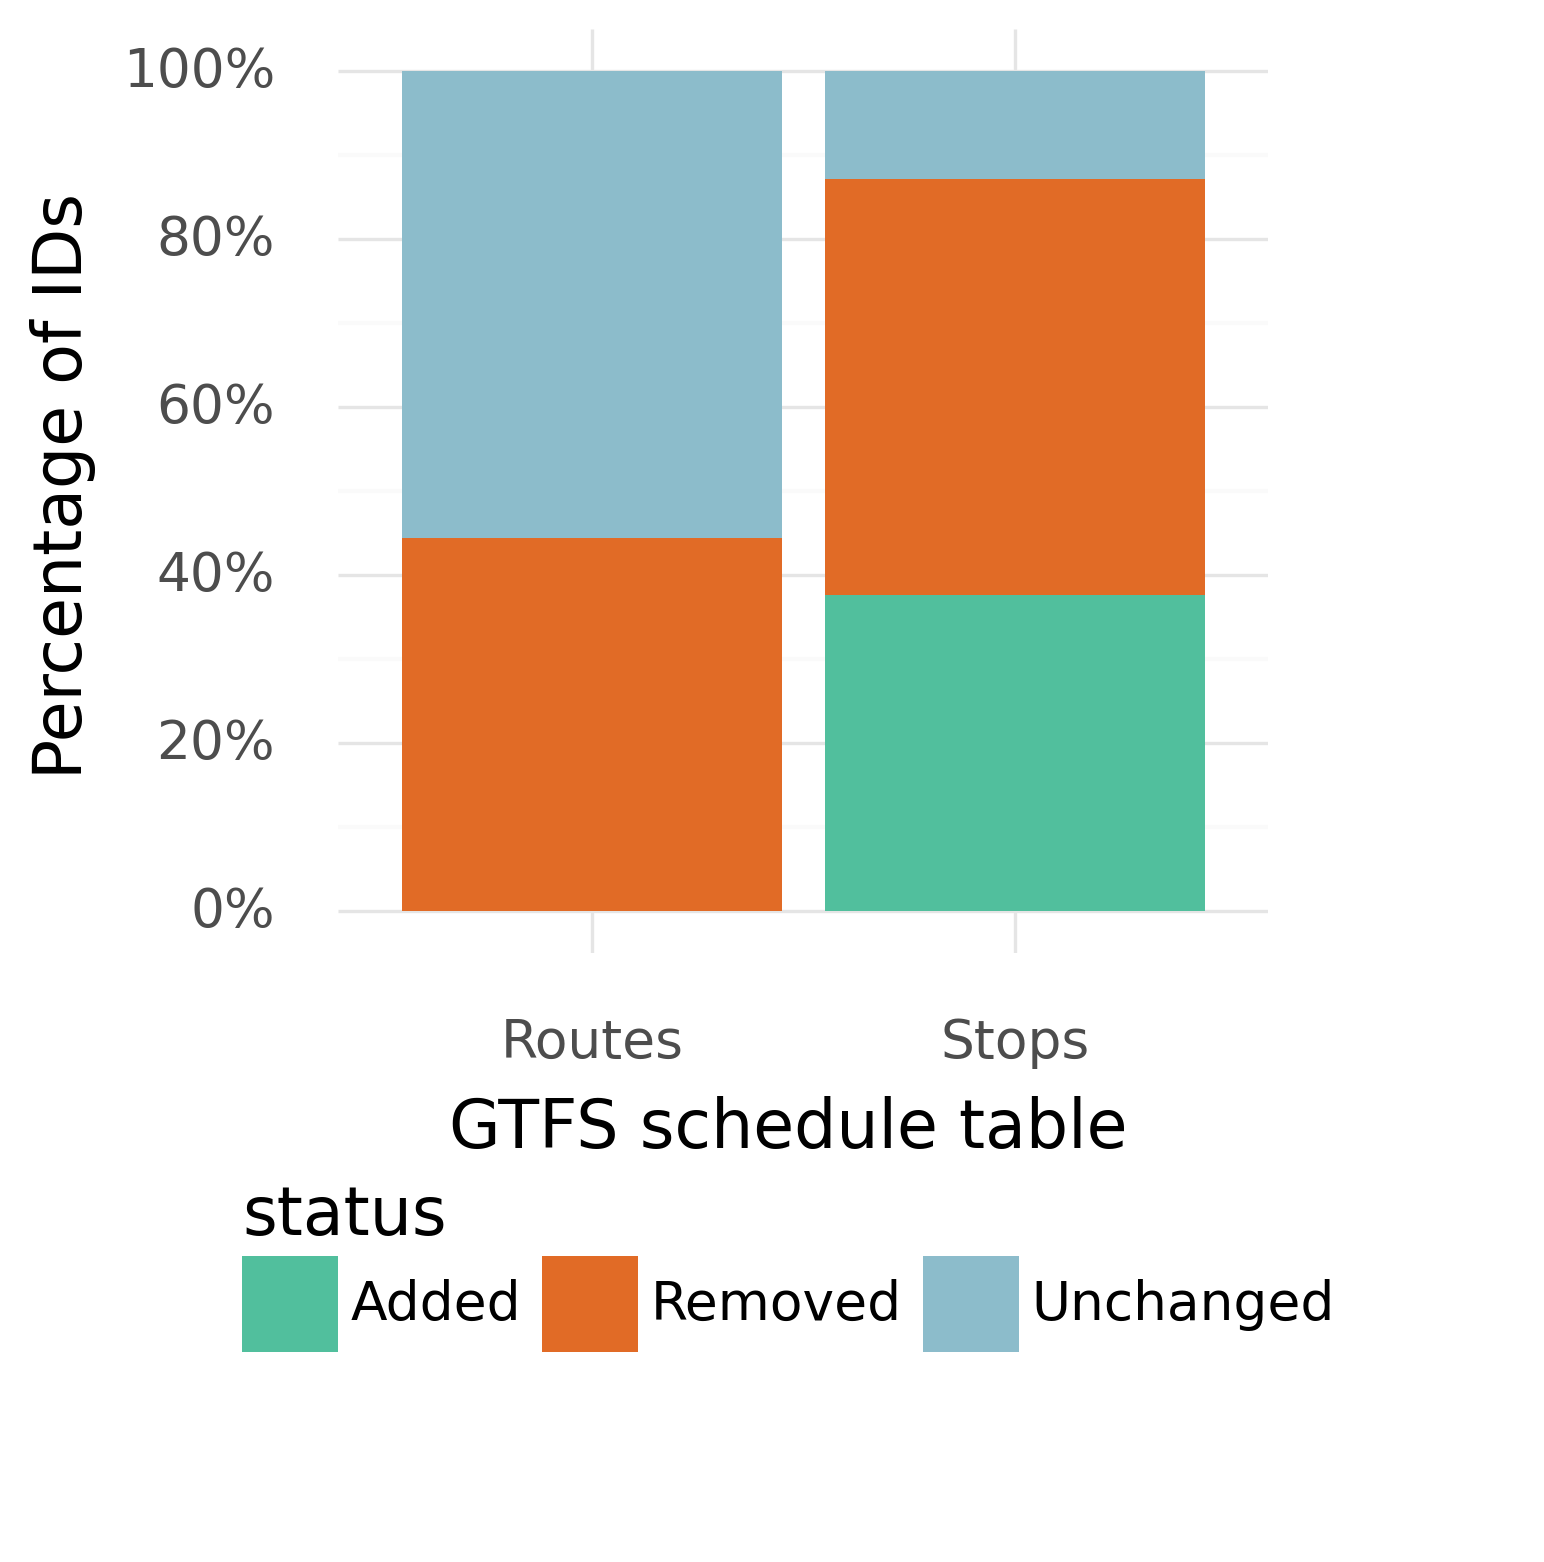 Percentage of IDs
100%
80%
60%
40%
20%
0%
Routes
Stops
GTFS schedule table
status
Added
Removed
Unchanged